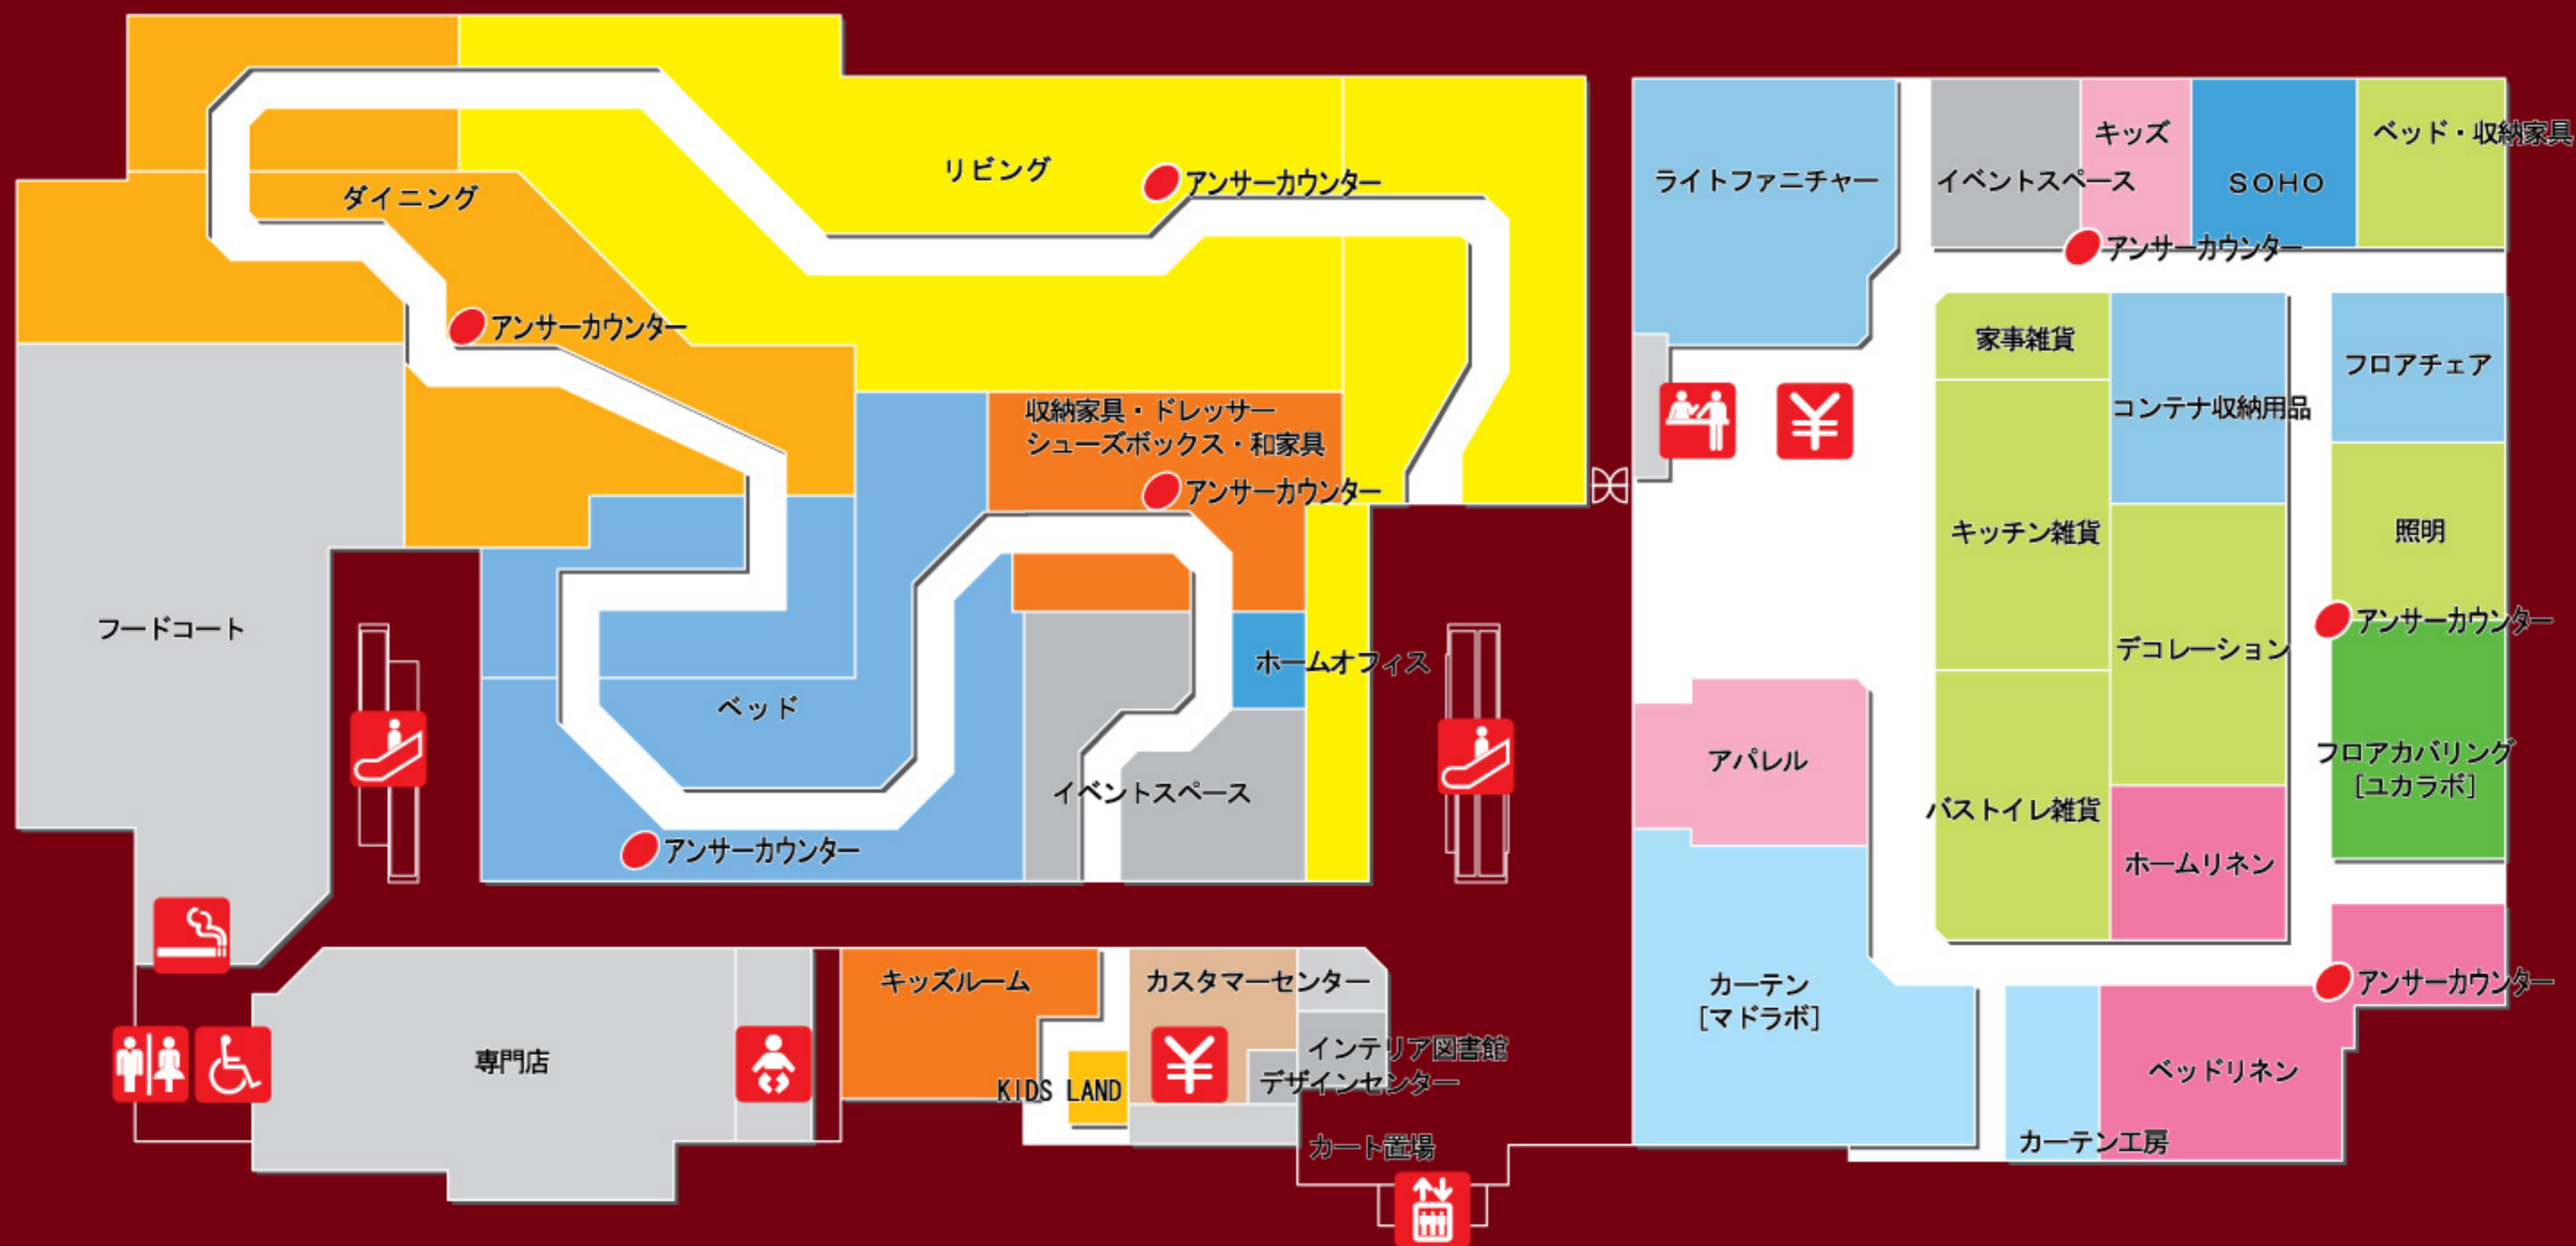 リビング
アンサーカウンター
ダイニング
アンサーカウンター
収納家具・ドレッサー
シューズボックス・和家具
アンサーカウンター
フードコート
ホームオフィス
ベッド
イベントスペース
アンサーカウンター
キッズルーム
カスタマーセンター
専門店
KIDS LAND
¥
インテリア図書館
デザインセンター
カート置場
ライトファニチャー
イベントスペース
キッズ
SOHO
ベッド・収納家具
アンサーカウンター
家事雑貨
コンテナ収納用品
フロアチェア
¥
キッチン雑貨
照明
アンサーカウンター
デコレーション
アパレル
バストイレ雑貨
フロアカバリング
[ユカラボ]
ホームリネン
カーテン
[マドラボ]
アンサーカウンター
ベッドリネン
カーテン工房